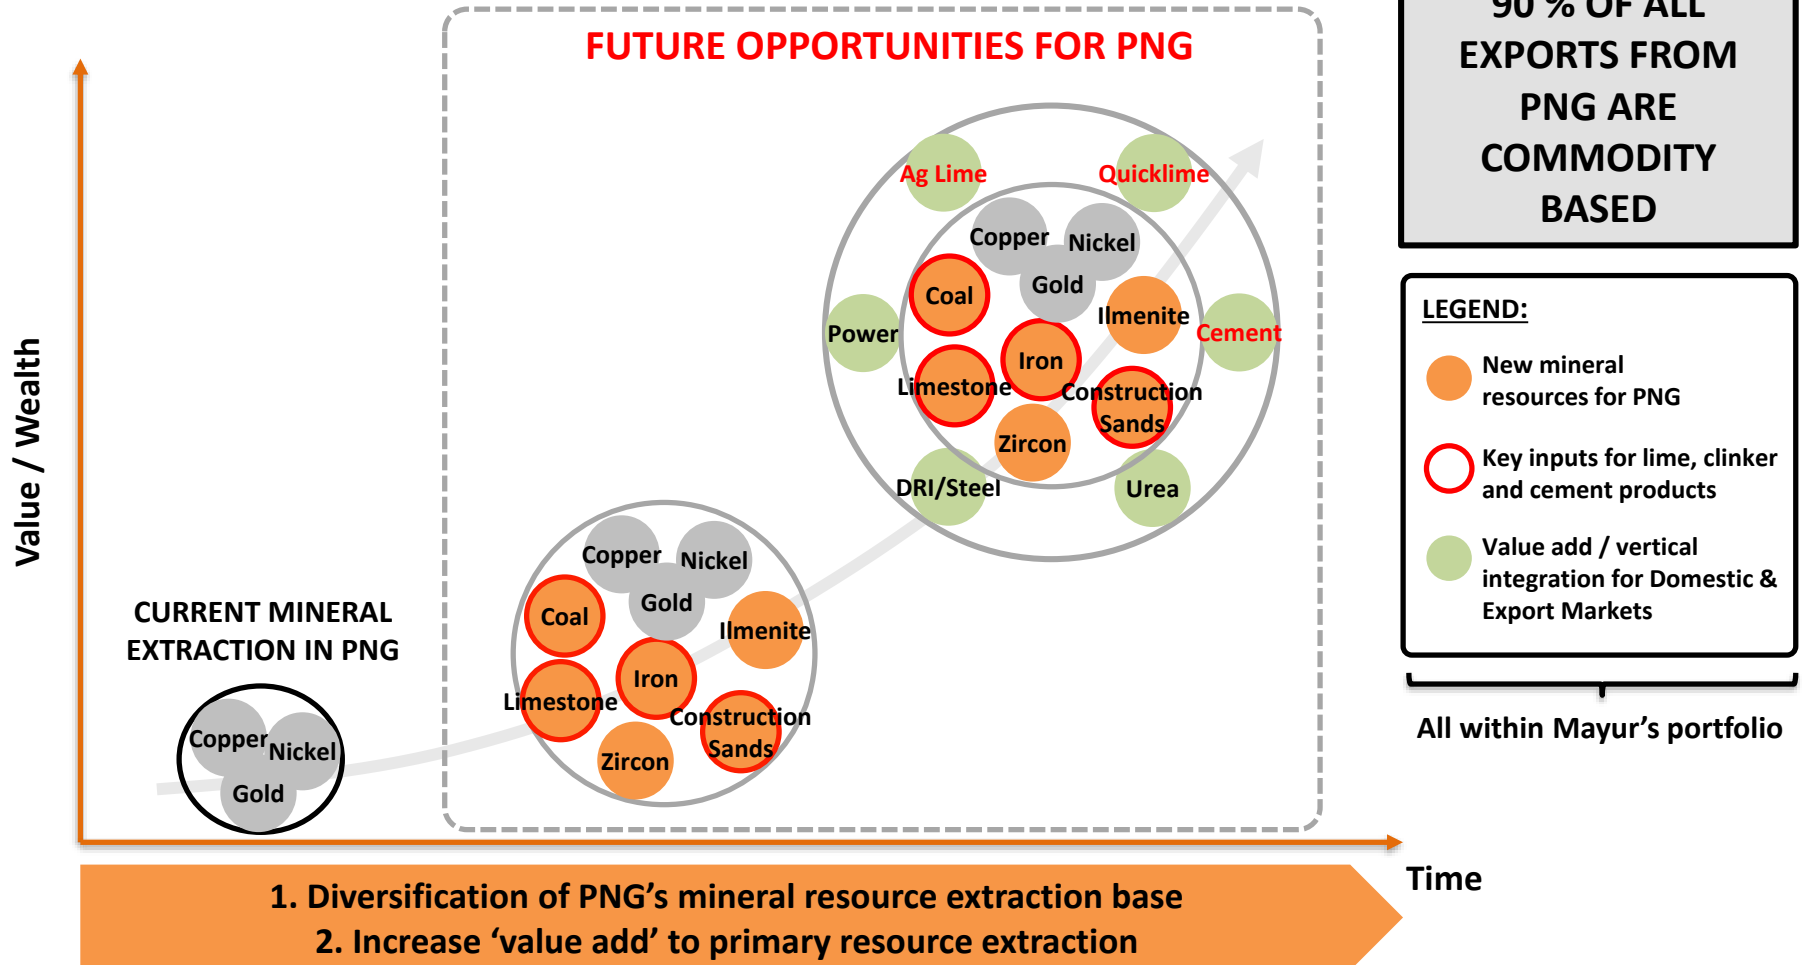 FUTURE OPPORTUNITIES FOR PNG
90 % OF ALL
EXPORTS FROM
PNG ARE
COMMODITY
BASED
Value / Wealth
Ag Lime
Quicklime
Copper
Nickel
Gold
Coal
Ilmenite
Power
Cement
Iron
Limestone
Construction
Sands
Zircon
DRI/Steel
Urea
LEGEND:
New mineral
resources for PNG
Key inputs for lime, clinker
and cement products
Value add / vertical
integration for Domestic &
Export Markets
All within Mayur’s portfolio
Copper
Nickel
Gold
Coal
Ilmenite
Iron
Limestone
Construction
Sands
Zircon
CURRENT MINERAL
EXTRACTION IN PNG
Copper
Nickel
Gold
Time
1. Diversification of PNG’s mineral resource extraction base
2. Increase ‘value add’ to primary resource extraction